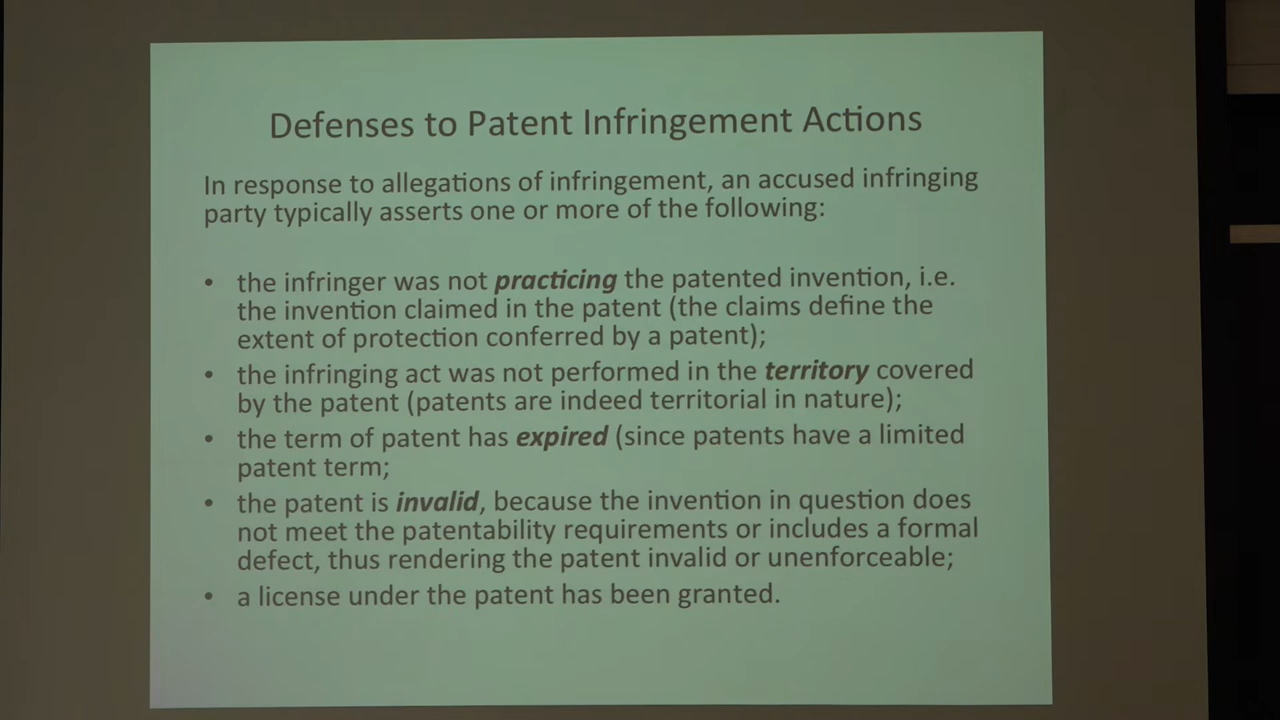 Defenses to Patent Infringement Actions
In response to allegations of infringement, an accused infringing
party typically asserts one or more of the following:
• the infringer was not practicing the patented invention, i.e.
the invention claimed in the patent (the claims define the
extent of protection conferred by a patent);
• the infringing act was not performed in the territory covered
by the patent (patents are indeed territorial in nature);
• the term of patent has expired (since patents have a limited
patent term;
• the patent is invalid, because the invention in question does
not meet the patentability requirements or includes a formal
defect, thus rendering the patent invalid or unenforceable;
• a license under the patent has been granted.